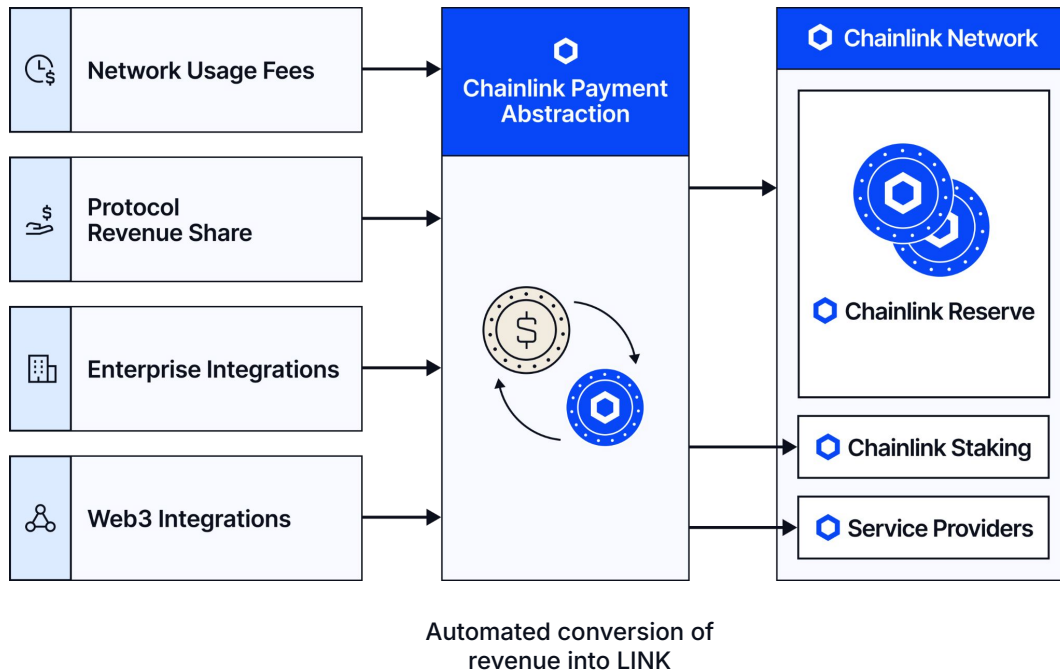 Network Usage Fees
Protocol
Revenue Share
Enterprise Integrations
Web3 Integrations
Chainlink Payment
Abstraction
Chainlink Network
Chainlink Reserve
Chainlink Staking
Service Providers
Automated conversion of
revenue into LINK